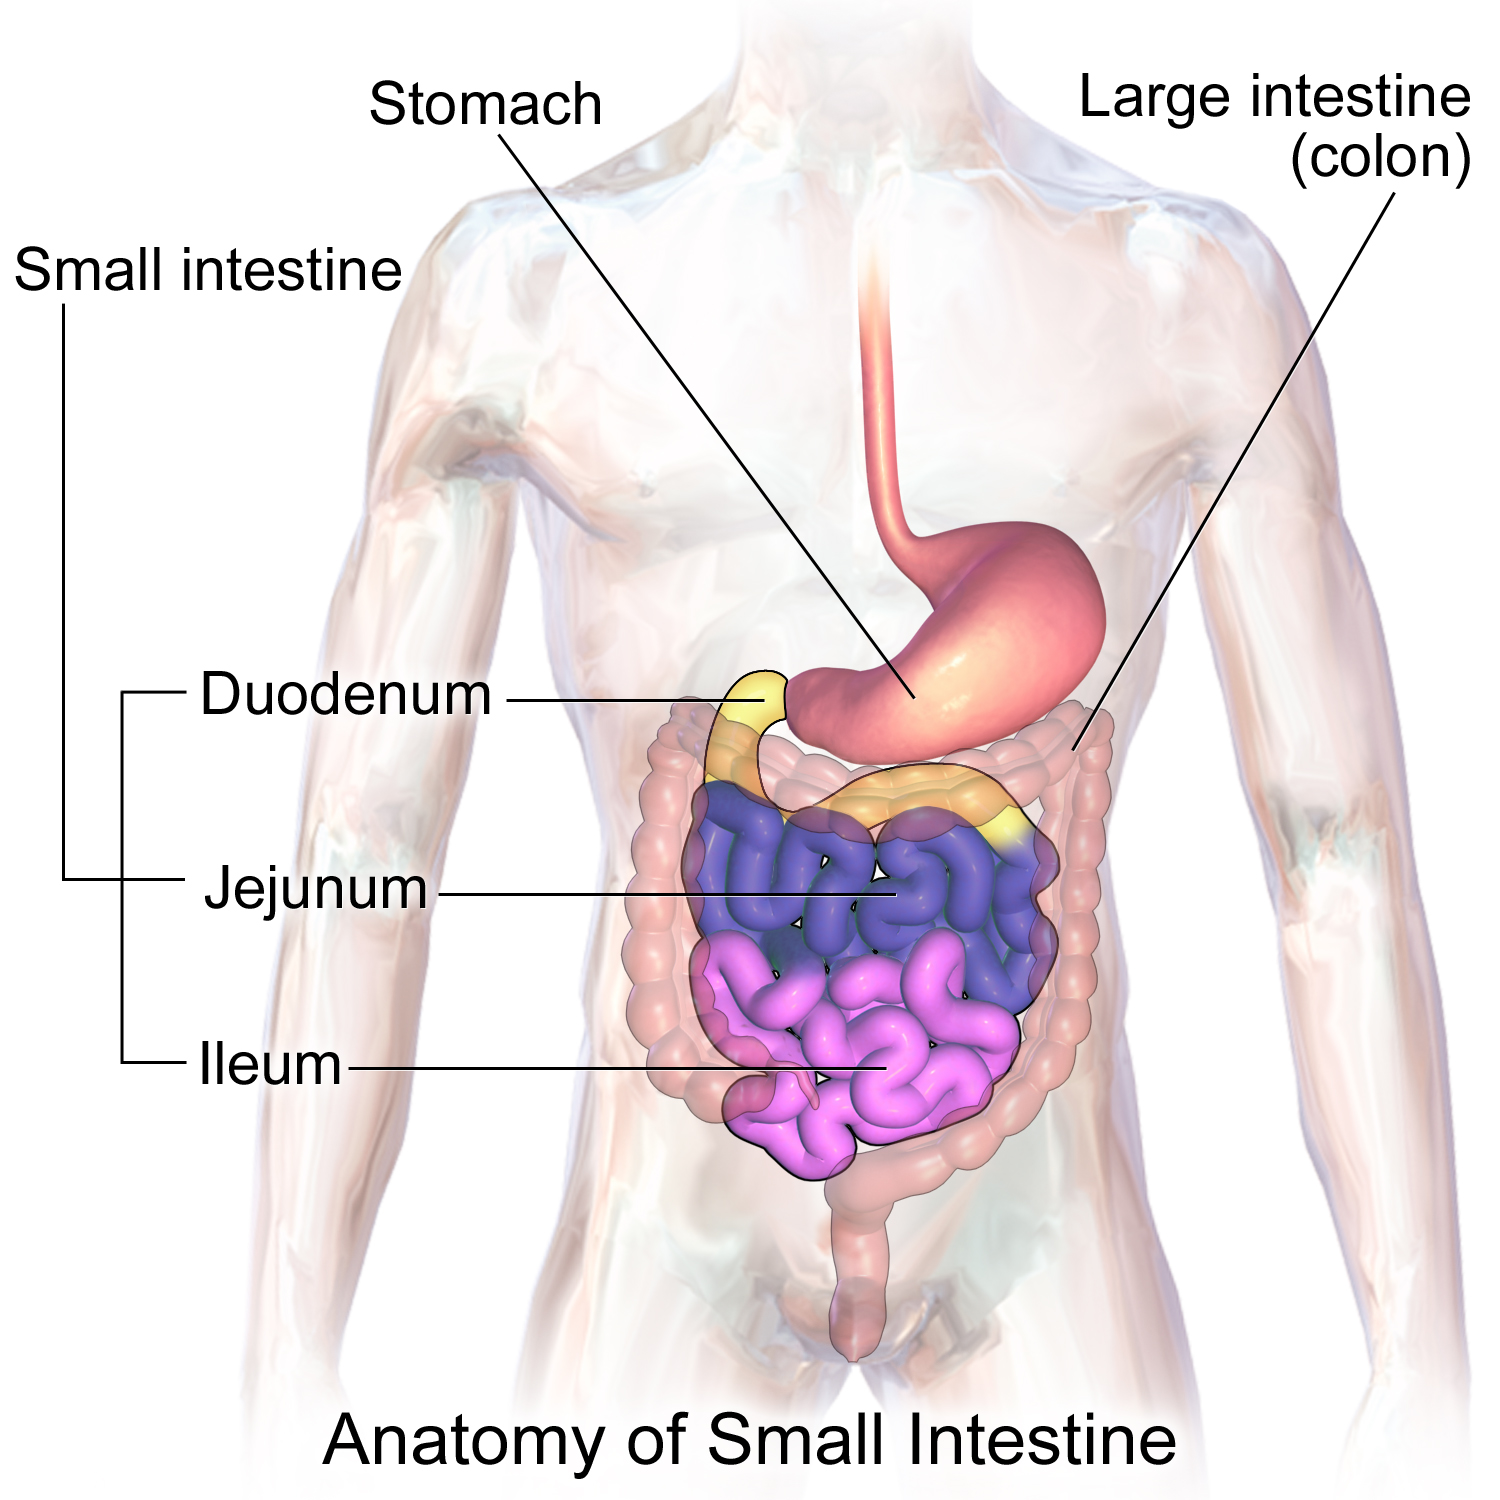 Stomach
Large intestine
(colon)
Small intestine
Duodenum
Jejunum
Ileum
Anatomy of Small Intestine